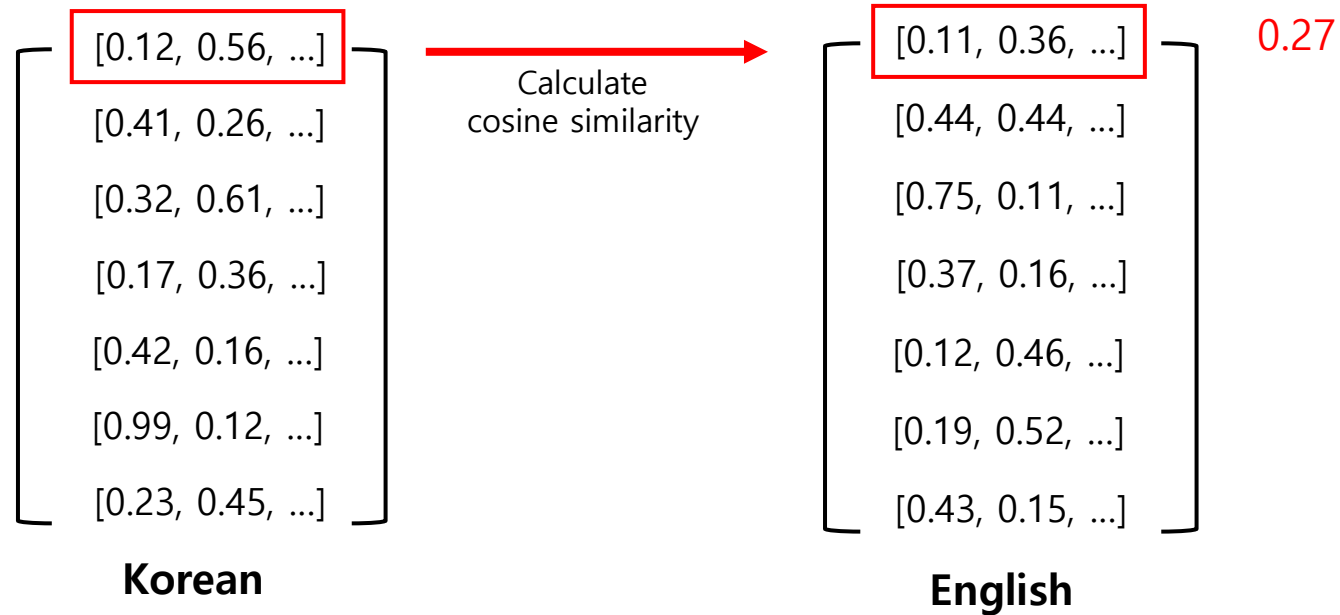 [0.12, 0.56, ...]
[0.41, 0.26, ...]
[0.32, 0.61, ...]
[0.17, 0.36, ...]
[0.42, 0.16, ...]
[0.99, 0.12, ...]
[0.23, 0.45, ...]
Korean
Calculate
cosine similarity
[0.11, 0.36, ...]
[0.44, 0.44, ...]
[0.75, 0.11, ...]
[0.37, 0.16, ...]
[0.12, 0.46, ...]
[0.19, 0.52, ...]
[0.43, 0.15, ...]
English
0.27